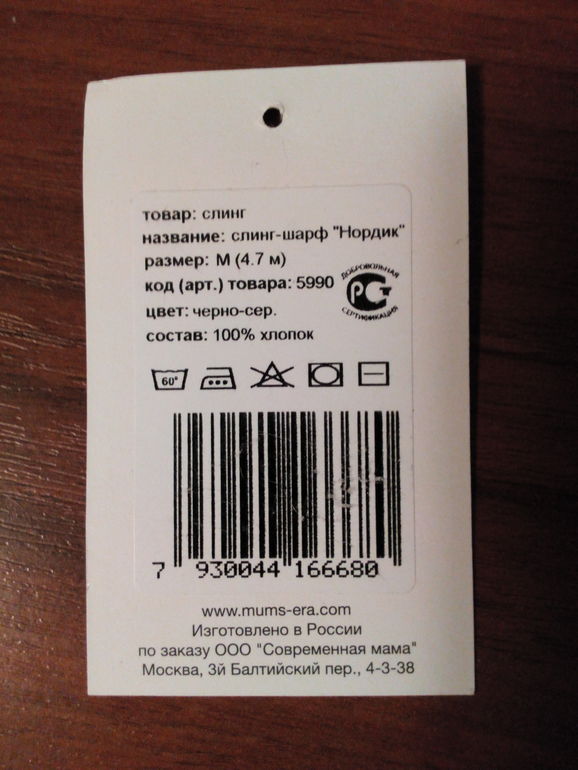 товар: слинг
название: слинг-шарф "Нордик"
размер: М (4.7 м)
код (арт.) товара: 5990
цвет: черно-сер.
состав: 100% хлопок
ДОБРОВОЛЬНАЯ
РСТ
СЕРТИФИКАЦИЯ
60°
7 930044 166680
www.mums-era.com
Изготовлено в России
по заказу ООО "Современная мама"
Москва, 3й Балтийский пер., 4-3-38